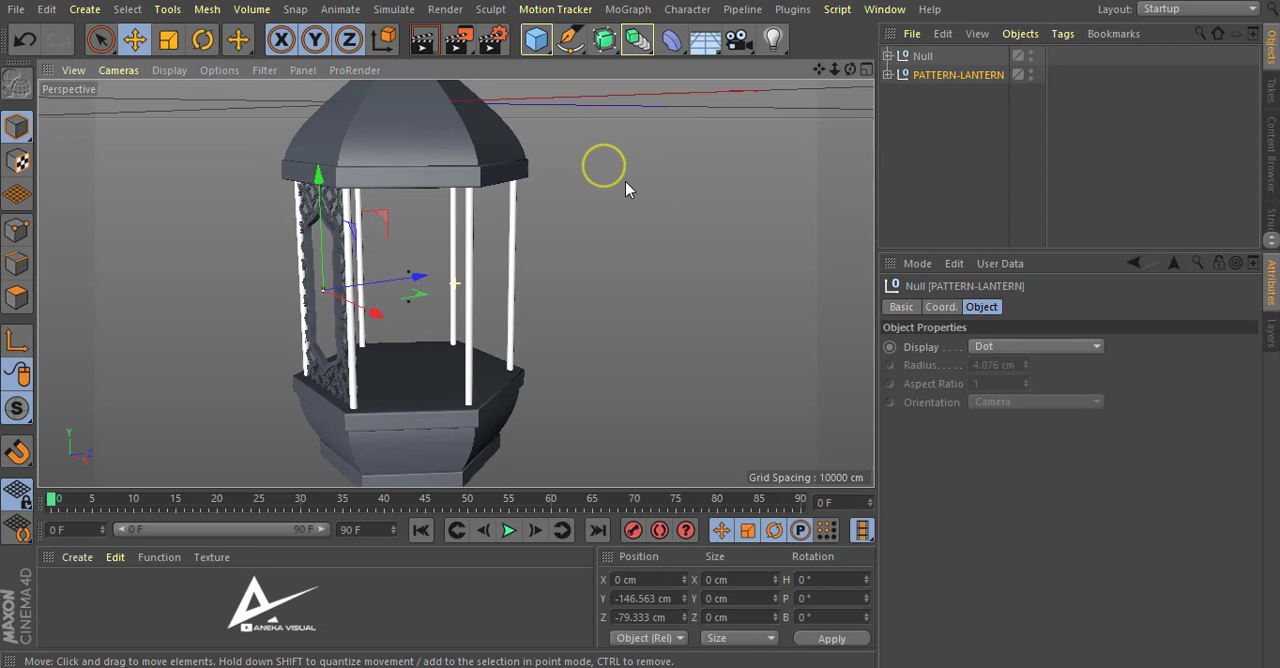 File Create Edit Select Tools Mesh Volume Snap Animate Simulate Render Sculpt Motion Tracker MoGraph Character Pipeline Plugins Script Window Help Layout: Startup
X Y Z
File Edit View Objects Tags Bookmarks
Null
PATTERN-LANTERN
View Cameras Display Options Filter Panel ProRender
Perspective
Y
Z
Grid Spacing : 10000 cm
Objects
Takes
Content Browser
Attributes
Layers
Mode Edit User Data
Null [PATTERN-LANTERN]
Basic Coord. Object
Object Properties
Display Dot
Radius 4.076 cm
Aspect Ratio 1
Orientation Camera
0 5 10 15 20 25 30 35 40 45 50 55 60 65 70 75 80 85 90 0 F
0 F 0 F 90 F 90 F
P
Create Edit Function Texture
ANEKA VISUAL
Position Size Rotation
X 0 cm X 0 cm H 0 °
Y -146.563 cm Y 0 cm P 0 °
Z -79.333 cm Z 0 cm B 0 °
Object (Rel) Size Apply
MAXON CINEMA 4D
Move: Click and drag to move elements. Hold down SHIFT to quantize movement / add to the selection in point mode, CTRL to remove.